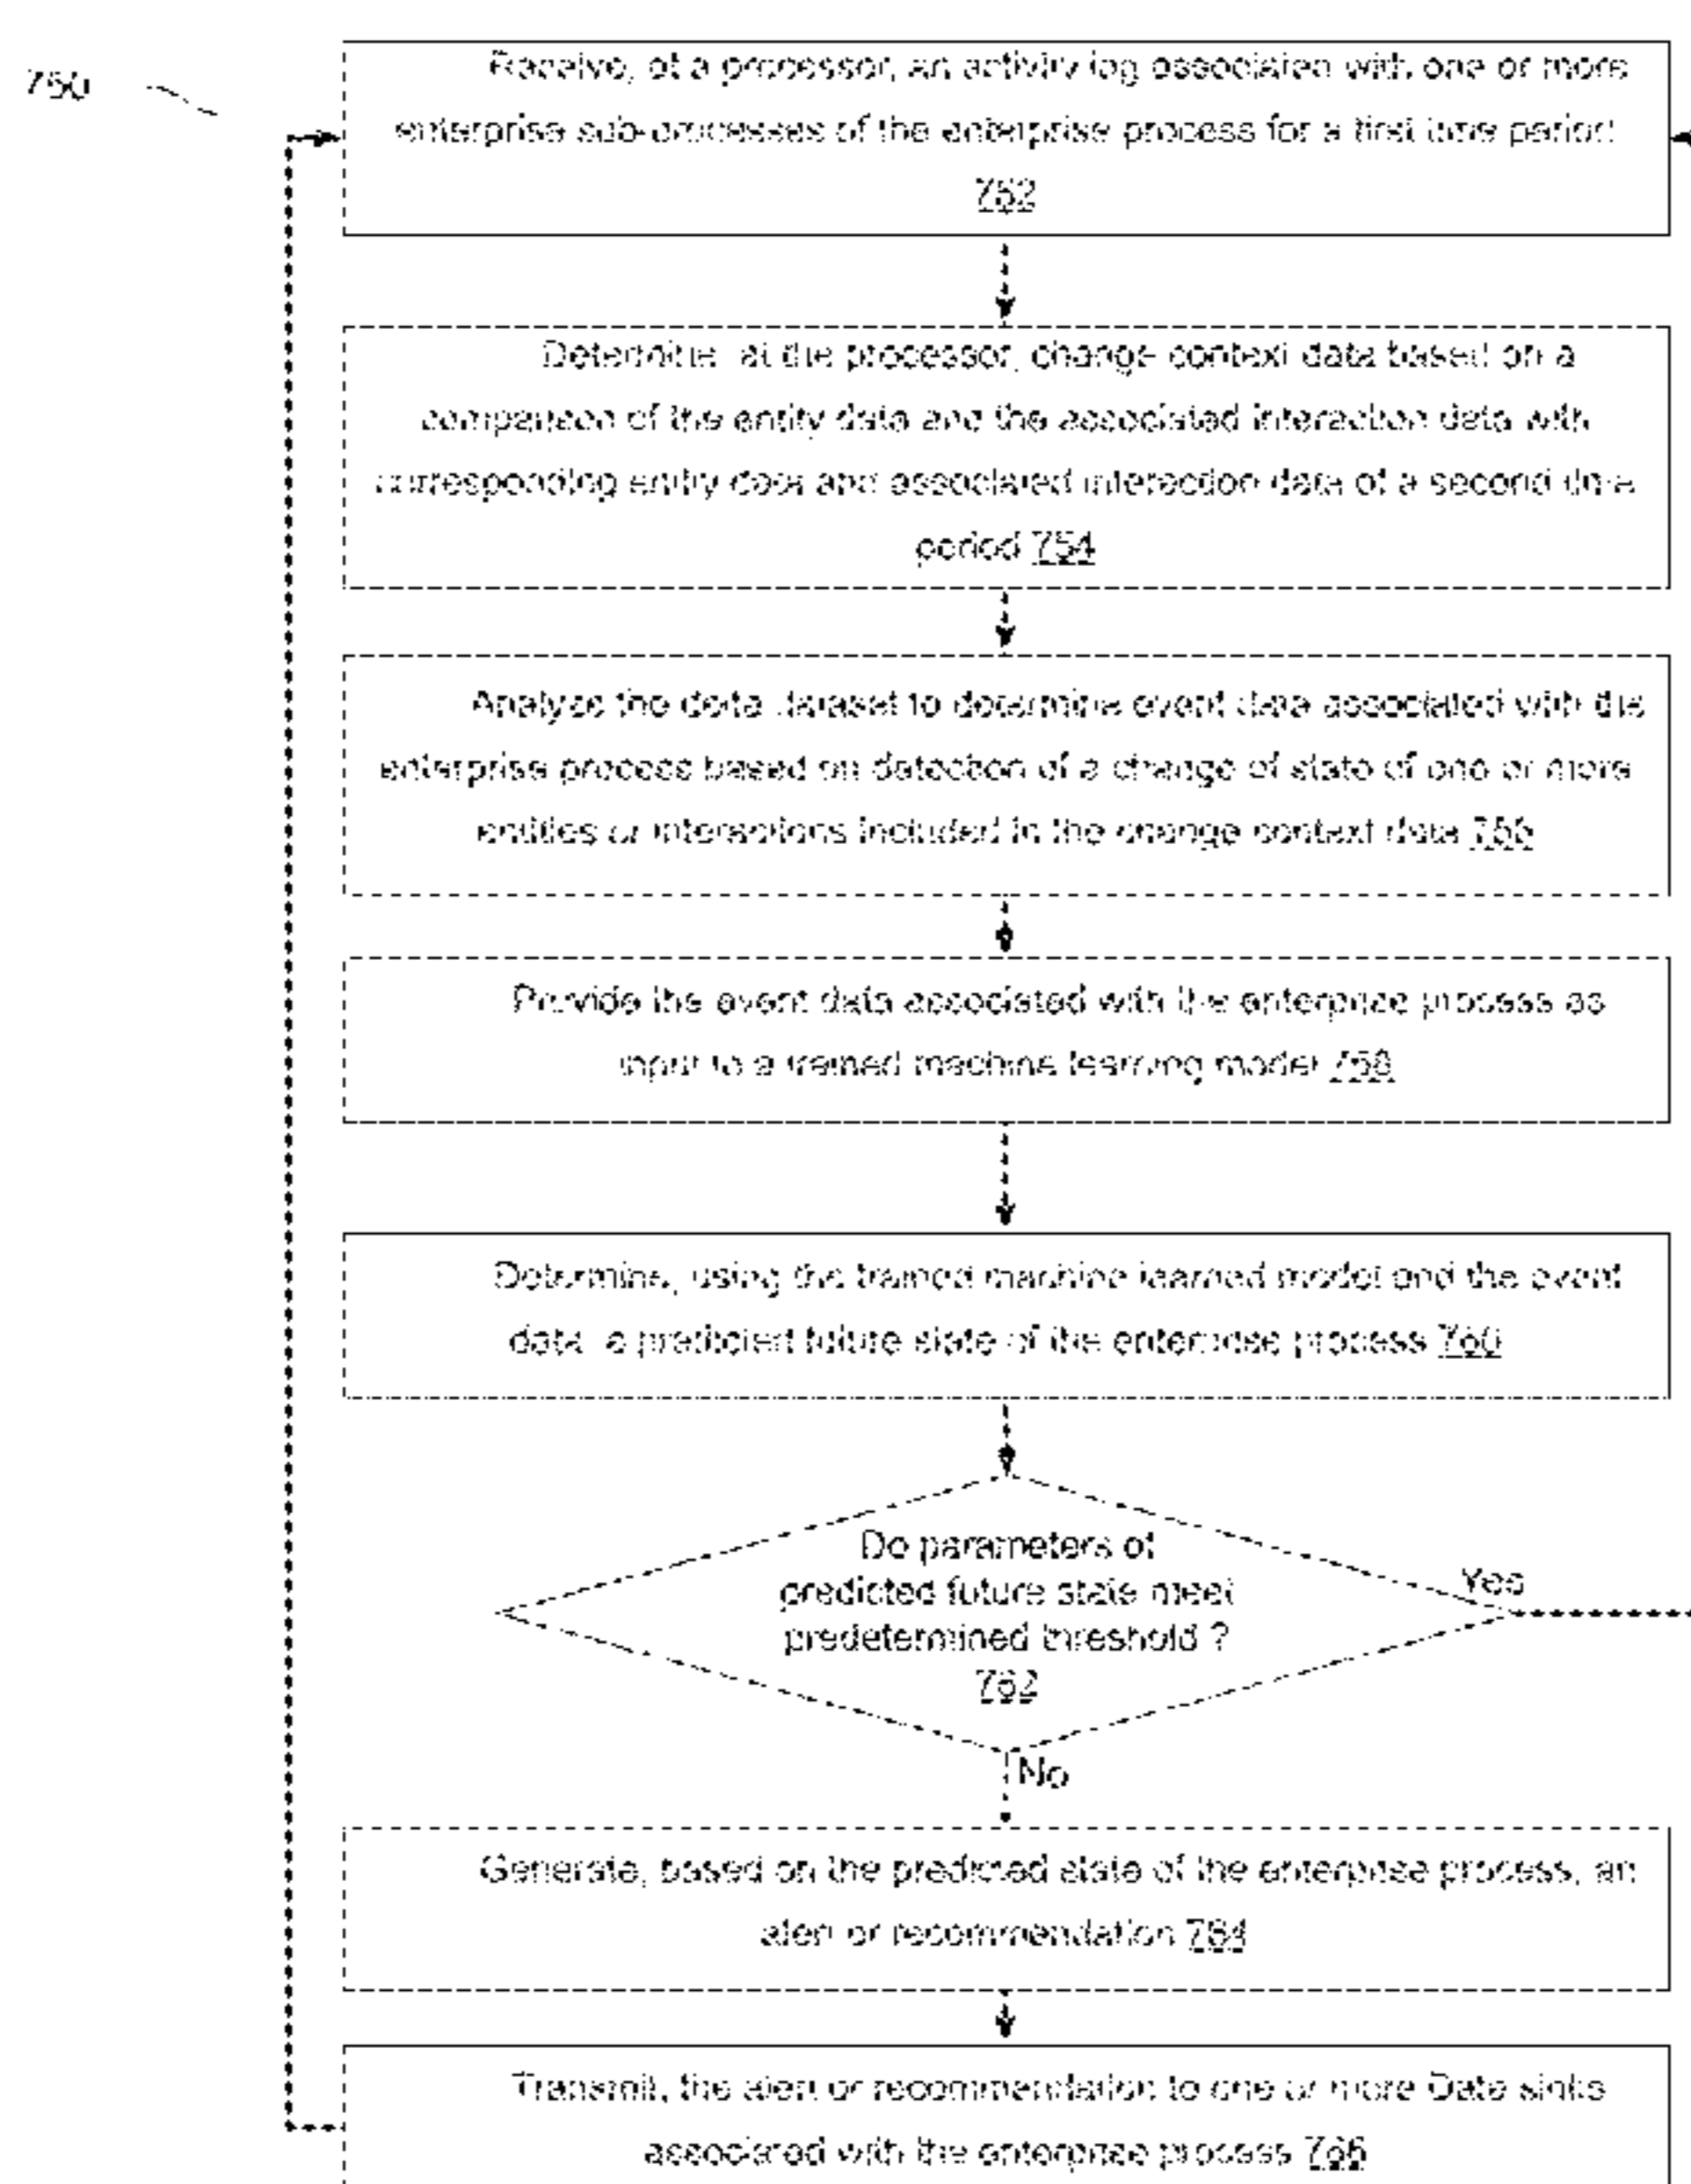 750
Receive, at a processor, an activity log associated with one or more
enterprise sub-processes of the enterprise process for a first time period
752
Determine, at the processor, change context data based on a
comparison of the entity data and the associated interaction data with
corresponding entity data and associated interaction data of a second time
period 754
Analyze the delta dataset to determine event data associated with the
enterprise process based on detection of a change of state of one or more
entities or interactions included in the change context data 756
Provide the event data associated with the enterprise process as
input to a trained machine learning model 758
Determine, using the trained machine learned model and the event
data, a predicted future state of the enterprise process 760
Do parameters of
predicted future state meet
predetermined threshold ?
762
Yes
No
Generate, based on the predicted state of the enterprise process, an
alert or recommendation 764
Transmit, the alert or recommendation to one or more Data sinks
associated with the enterprise process 766